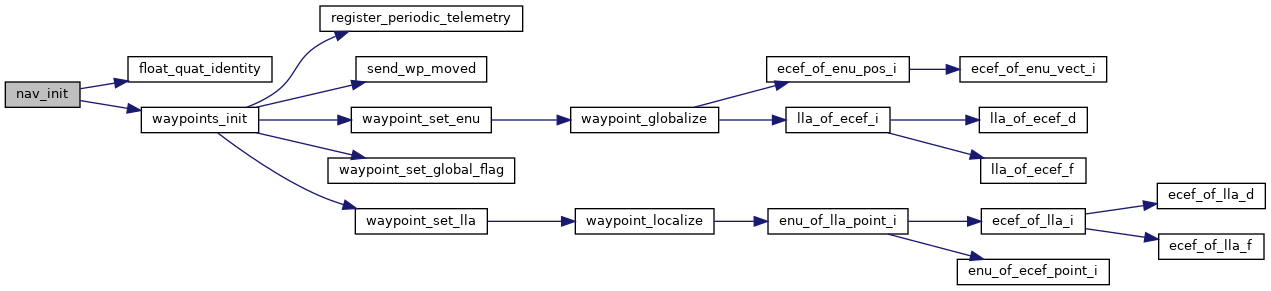 register_periodic_telemetry
float_quat_identity
send_wp_moved
ecef_of_enu_pos_i
ecef_of_enu_vect_i
nav_init
waypoints_init
waypoint_set_enu
waypoint_globalize
lla_of_ecef_i
lla_of_ecef_d
waypoint_set_global_flag
lla_of_ecef_f
ecef_of_lla_d
waypoint_set_lla
waypoint_localize
enu_of_lla_point_i
ecef_of_lla_i
ecef_of_lla_f
enu_of_ecef_point_i